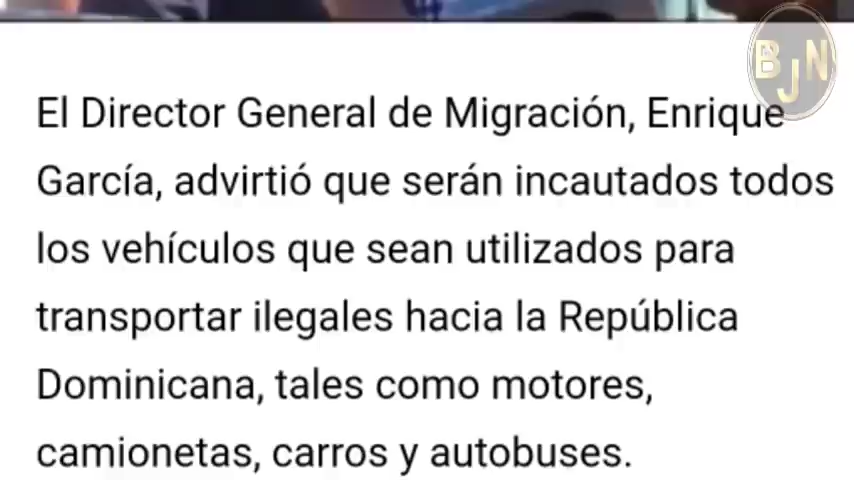 BJN
El Director General de Migración, Enrique
García, advirtió que serán incautados todos
los vehículos que sean utilizados para
transportar ilegales hacia la República
Dominicana, tales como motores,
camionetas, carros y autobuses.